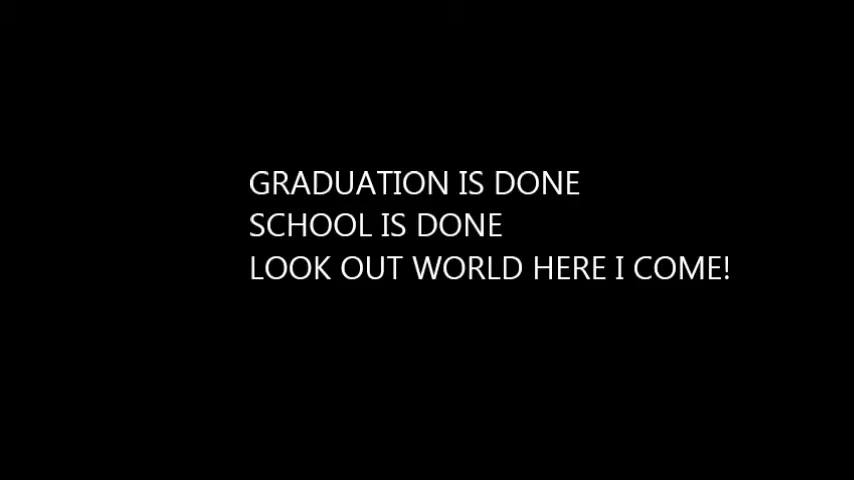 GRADUATION IS DONE
SCHOOL IS DONE
LOOK OUT WORLD HERE I COME!